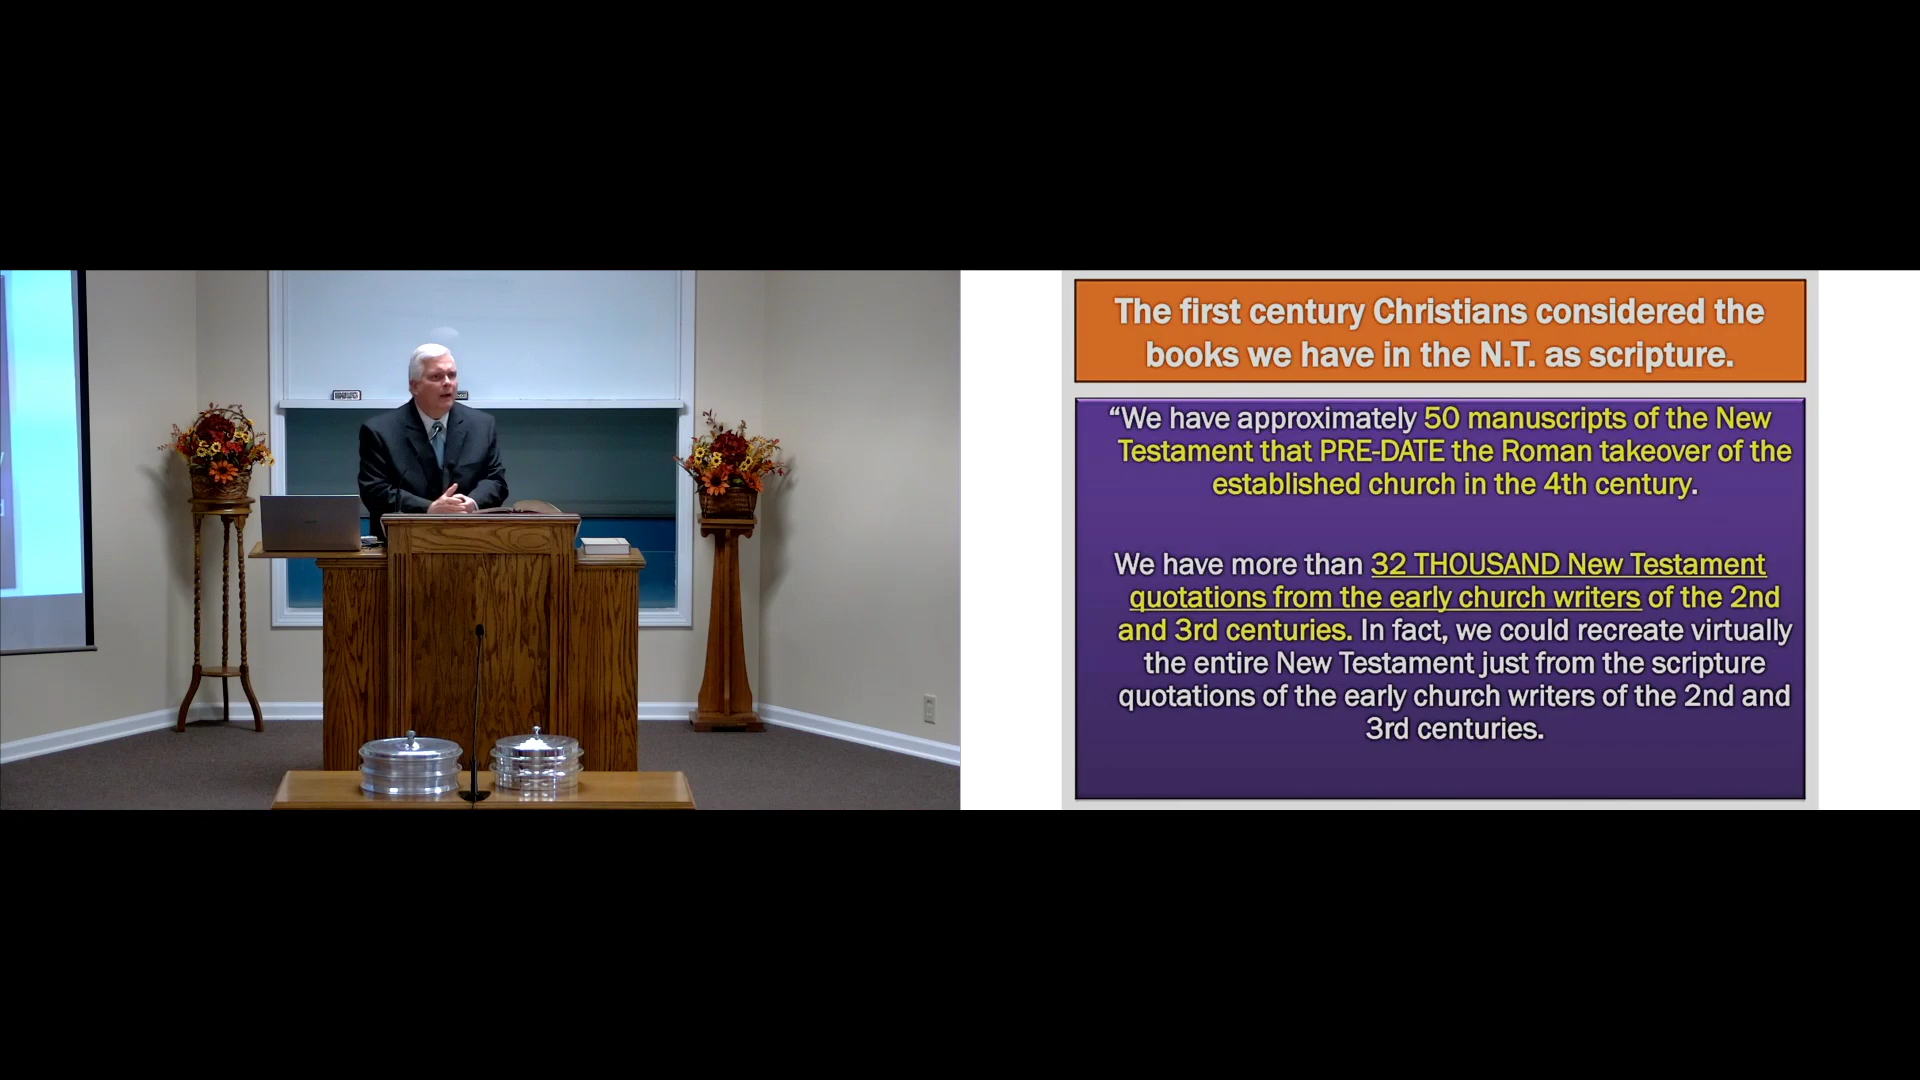 The first century Christians considered the
books we have in the N.T. as scripture.
“We have approximately 50 manuscripts of the New
Testament that PRE-DATE the Roman takeover of the
established church in the 4th century.
We have more than 32 THOUSAND New Testament
quotations from the early church writers of the 2nd
and 3rd centuries. In fact, we could recreate virtually
the entire New Testament just from the scripture
quotations of the early church writers of the 2nd and
3rd centuries.